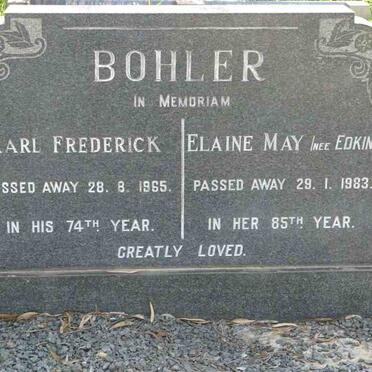 BOHLER
IN MEMORIAM
ARL FREDERICK ELAINE MAY (NEE EDKIN
SSED AWAY 28. 8. 1965. PASSED AWAY 29. 1. 1983.
IN HIS 74TH YEAR. IN HER 85TH YEAR.
GREATLY LOVED.